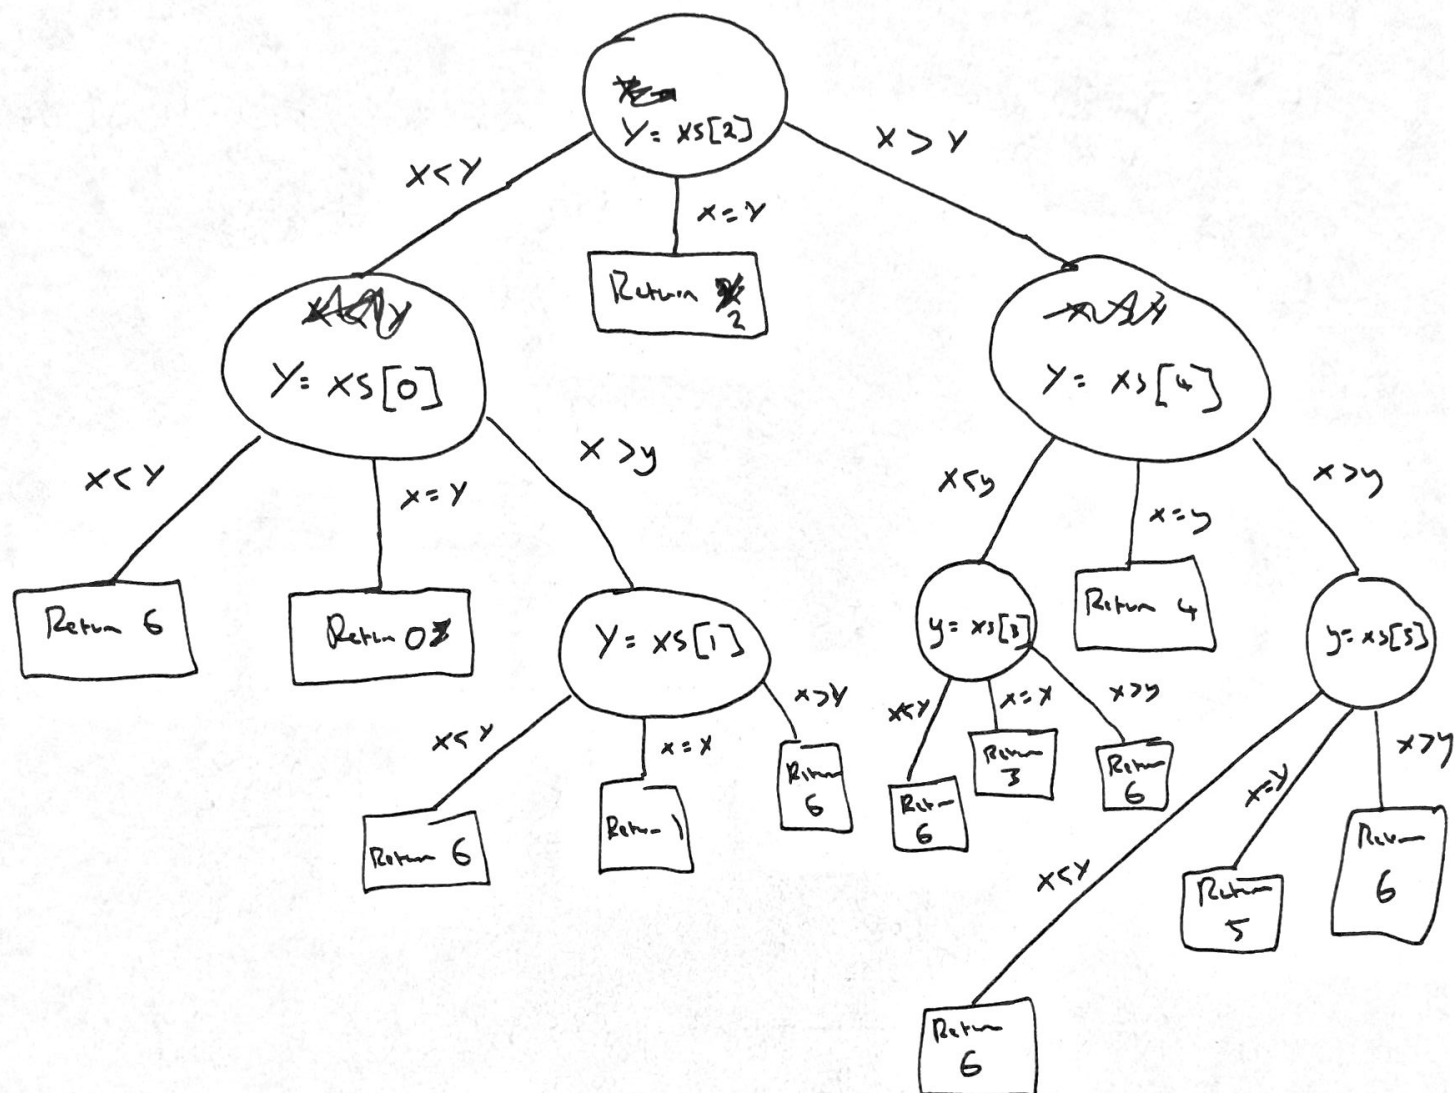 Y= xs[2]
x<Y
x>Y
x=Y
Return 2
Y= xs[0]
Y= xs[4]
x<Y
x=Y
x>y
x<y
x=y
x>y
Return 6
Return 0
Y=xs[1]
y=xs[3]
Return 4
y=xs[5]
x<Y
x=x
x>Y
x<Y
x=x
x>y
x<Y
x=Y
x>y
Return 6
Return 1
Return
6
Return
6
Return
3
Return
6
Return
6
Return
5
Return
6